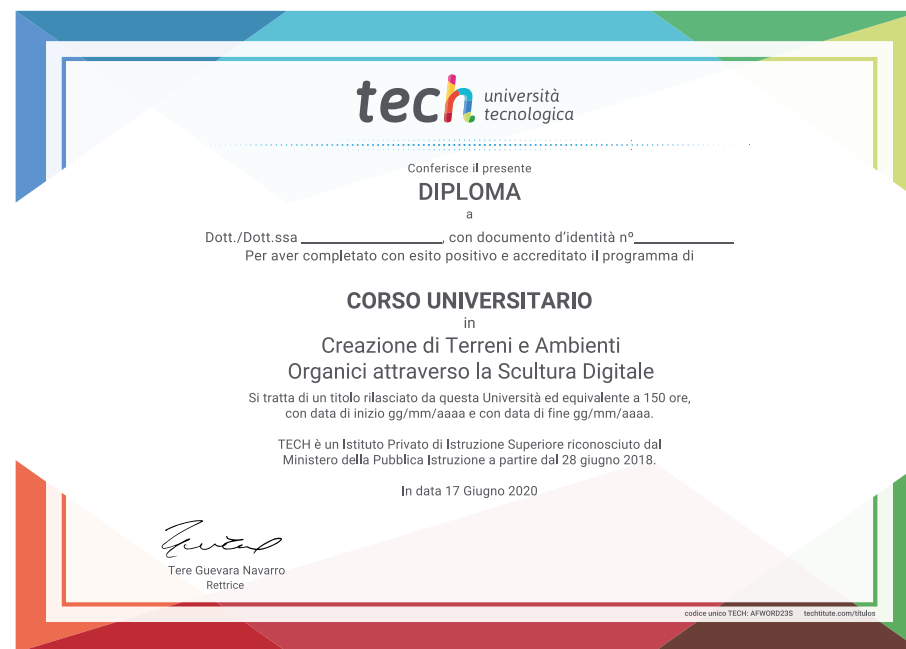 tech università
tecnologica
Conferisce il presente
DIPLOMA
a
Dott./Dott.ssa ____________________, con documento d'identità nº______________
Per aver completato con esito positivo e accreditato il programma di
CORSO UNIVERSITARIO
in
Creazione di Terreni e Ambienti
Organici attraverso la Scultura Digitale
Si tratta di un titolo rilasciato da questa Università ed equivalente a 150 ore,
con data di inizio gg/mm/aaaa e con data di fine gg/mm/aaaa.
TECH è un Istituto Privato di Istruzione Superiore riconosciuto dal
Ministero della Pubblica Istruzione a partire dal 28 giugno 2018.
In data 17 Giugno 2020
Tere Guevara Navarro
Rettrice
codice unico TECH: AFWORD23S techtitute.com/titulos